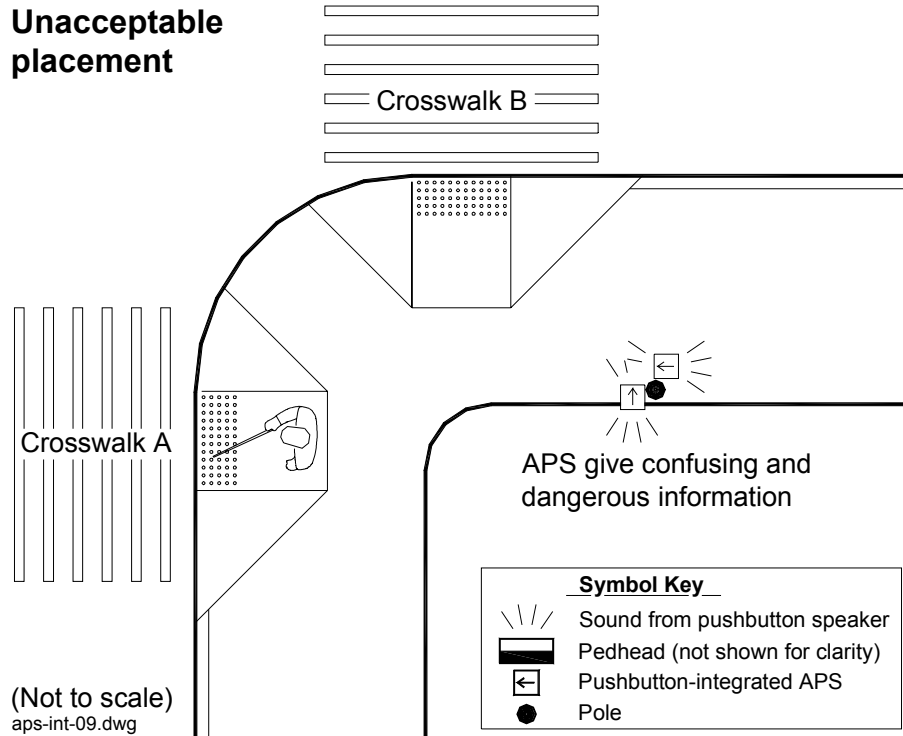 Unacceptable
placement
Crosswalk B
Crosswalk A
APS give confusing and
dangerous information
Symbol Key
Sound from pushbutton speaker
Pedhead (not shown for clarity)
Pushbutton-integrated APS
Pole
(Not to scale)
aps-int-09.dwg